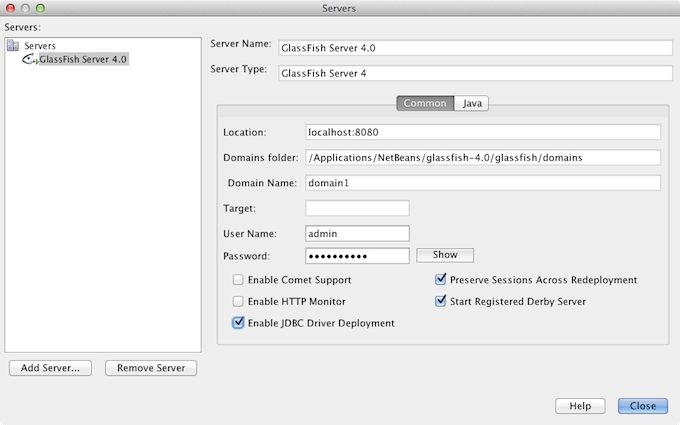 Servers
Servers:
Servers
GlassFish Server 4.0
Add Server...
Remove Server
Server Name: GlassFish Server 4.0
Server Type: GlassFish Server 4
Common Java
Location: localhost:8080
Domains folder: /Applications/NetBeans/glassfish-4.0/glassfish/domains
Domain Name: domain1
Target:
User Name: admin
Password: •••••••••• Show
Enable Comet Support Preserve Sessions Across Redeployment
Enable HTTP Monitor Start Registered Derby Server
Enable JDBC Driver Deployment
Help Close